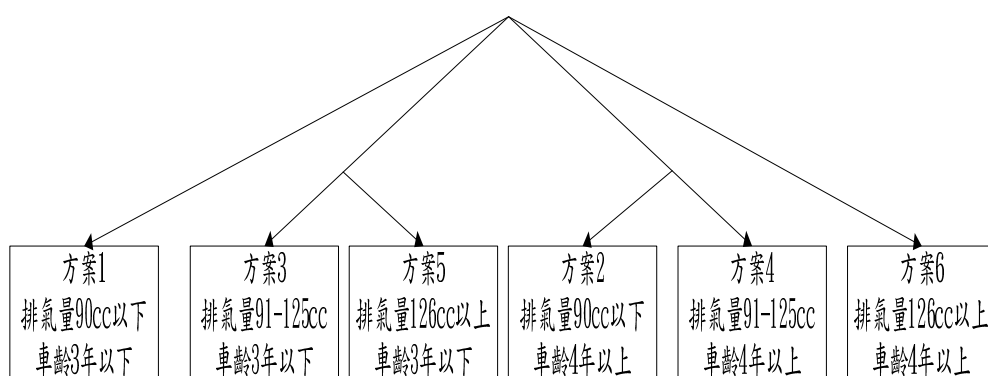 方案1
排氣量90cc以下
車齡3年以下
方案3
排氣量91-125cc
車齡3年以下
方案5
排氣量126cc以上
車齡3年以下
方案2
排氣量90cc以下
車齡4年以上
方案4
排氣量91-125cc
車齡4年以上
方案6
排氣量126cc以上
車齡4年以上